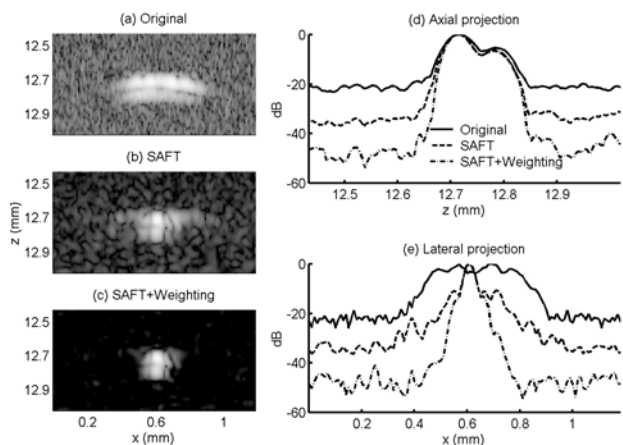 (a) Original
12.5
12.7
12.9
(b) SAFT
12.5
12.7
12.9
z (mm)
(c) SAFT+Weighting
12.5
12.7
12.9
0.2 0.6 1
x (mm)
(d) Axial projection
0
-20
-40
-60
dB
Original
SAFT
SAFT+Weighting
12.5 12.6 12.7 12.8 12.9
z (mm)
(e) Lateral projection
0
-20
-40
-60
dB
0 0.2 0.4 0.6 0.8 1
x (mm)